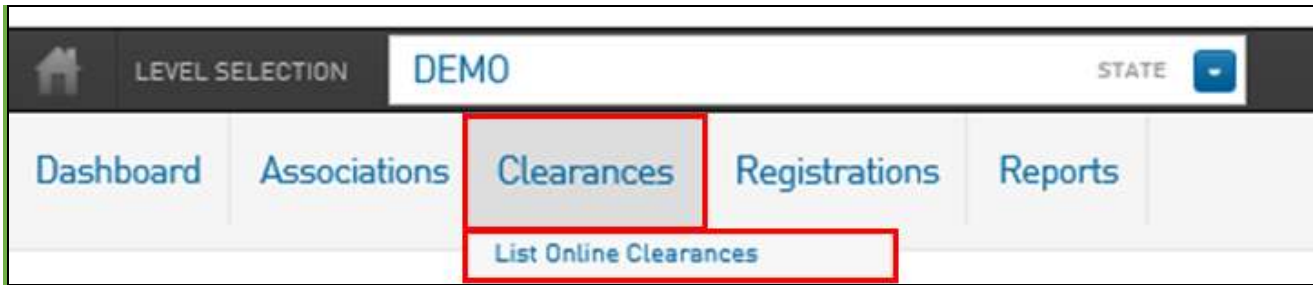 LEVEL SELECTION DEMO STATE
Dashboard Associations Clearances Registrations Reports
List Online Clearances